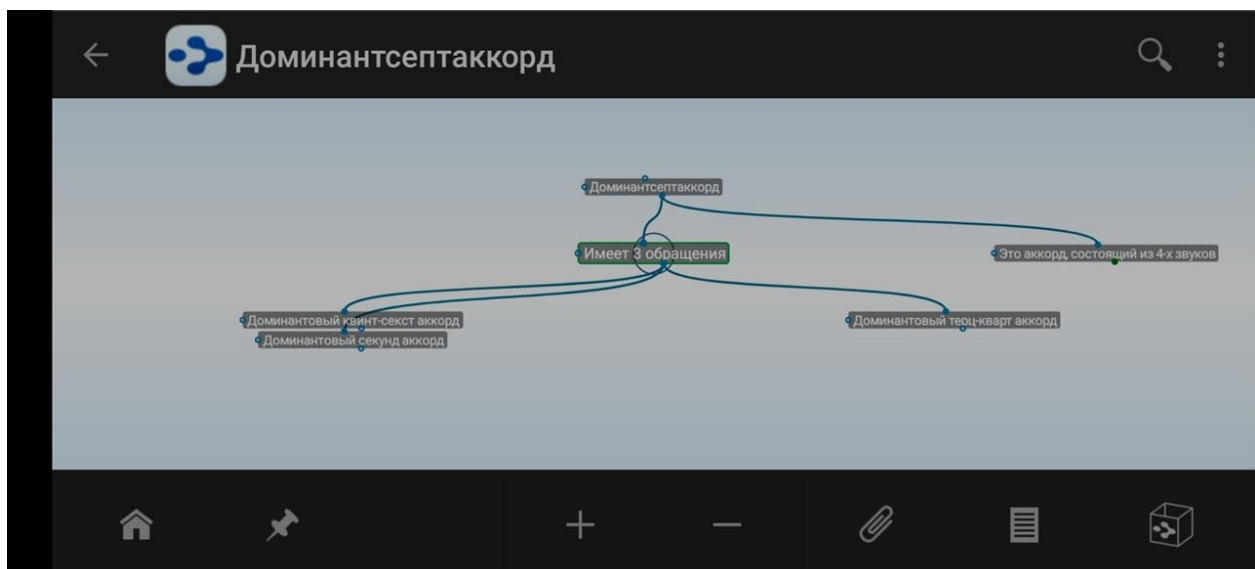 Доминантсептаккорд
Доминантсептаккорд
Имеет 3 обращения
Это аккорд, состоящий из 4-х звуков
Доминантовый квинт-секст аккорд
Доминантовый терц-кварт аккорд
Доминантовый секунд аккорд